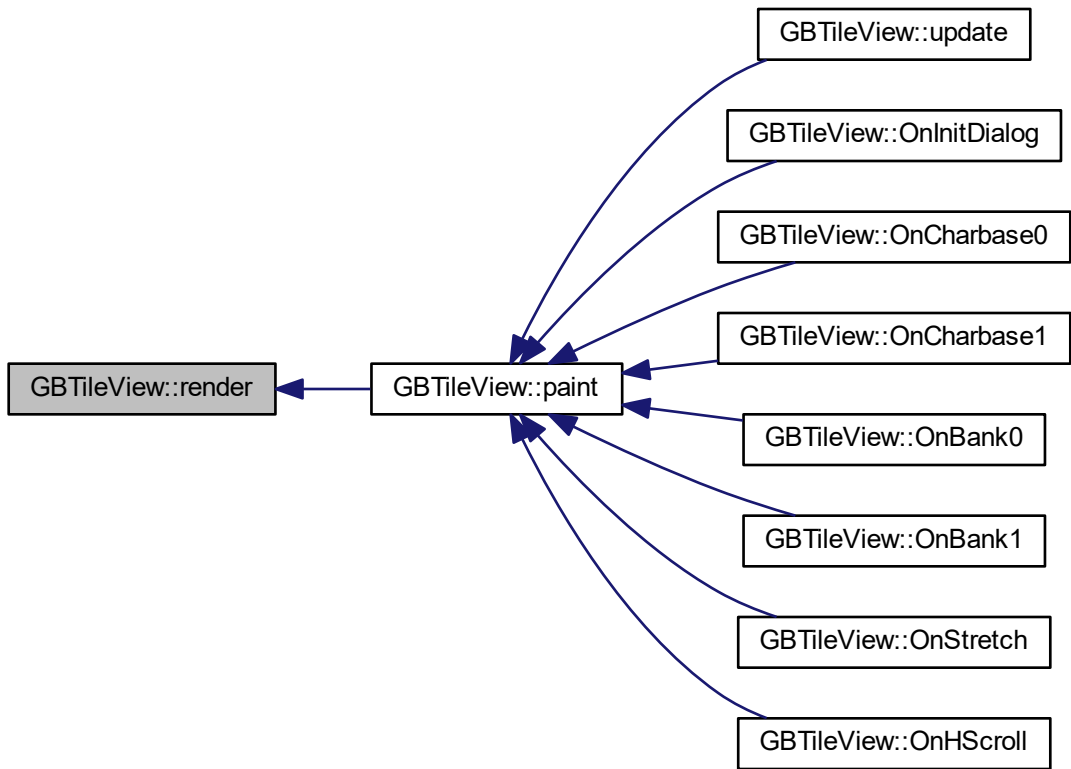 GBTileView::update
GBTileView::OnInitDialog
GBTileView::OnCharbase0
GBTileView::OnCharbase1
GBTileView::render
GBTileView::paint
GBTileView::OnBank0
GBTileView::OnBank1
GBTileView::OnStretch
GBTileView::OnHScroll